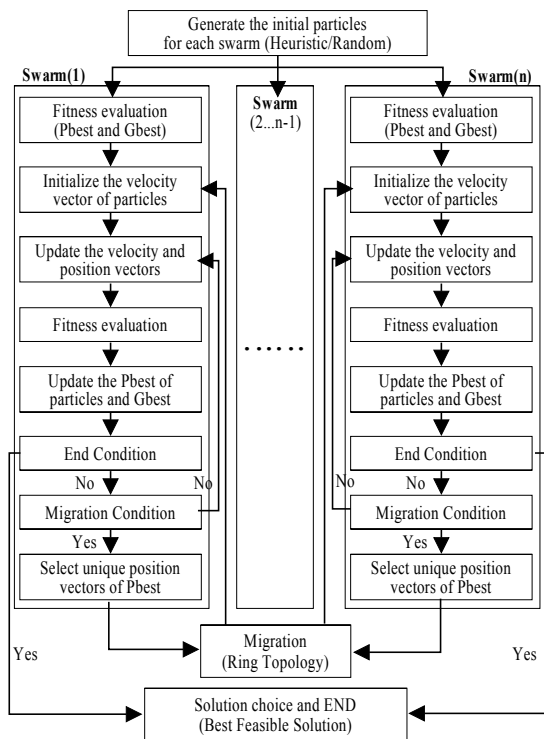 Generate the initial particles
for each swarm (Heuristic/Random)
Swarm(1)
Fitness evaluation
(Pbest and Gbest)
Initialize the velocity
vector of particles
Update the velocity and
position vectors
Fitness evaluation
Update the Pbest of
particles and Gbest
End Condition
No
No
Migration Condition
Yes
Select unique position
vectors of Pbest
Yes
Swarm
(2...n-1)
......
Swarm(n)
Fitness evaluation
(Pbest and Gbest)
Initialize the velocity
vector of particles
Update the velocity and
position vectors
Fitness evaluation
Update the Pbest of
particles and Gbest
End Condition
No
No
Migration Condition
Yes
Select unique position
vectors of Pbest
Yes
Migration
(Ring Topology)
Solution choice and END
(Best Feasible Solution)